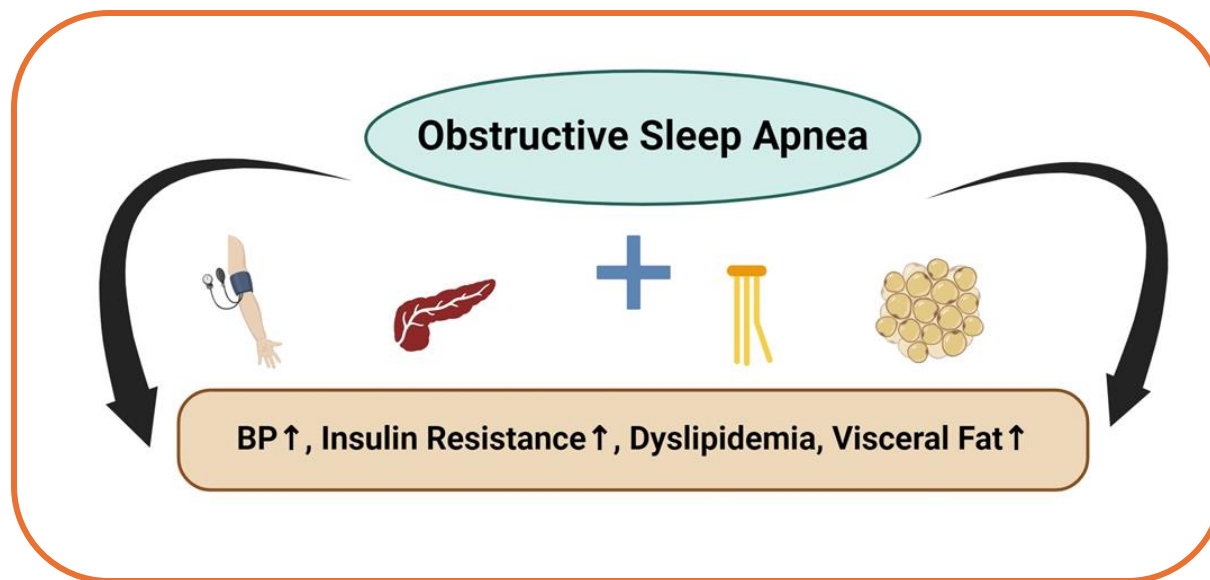 Obstructive Sleep Apnea
BP↑, Insulin Resistance↑, Dyslipidemia, Visceral Fat↑